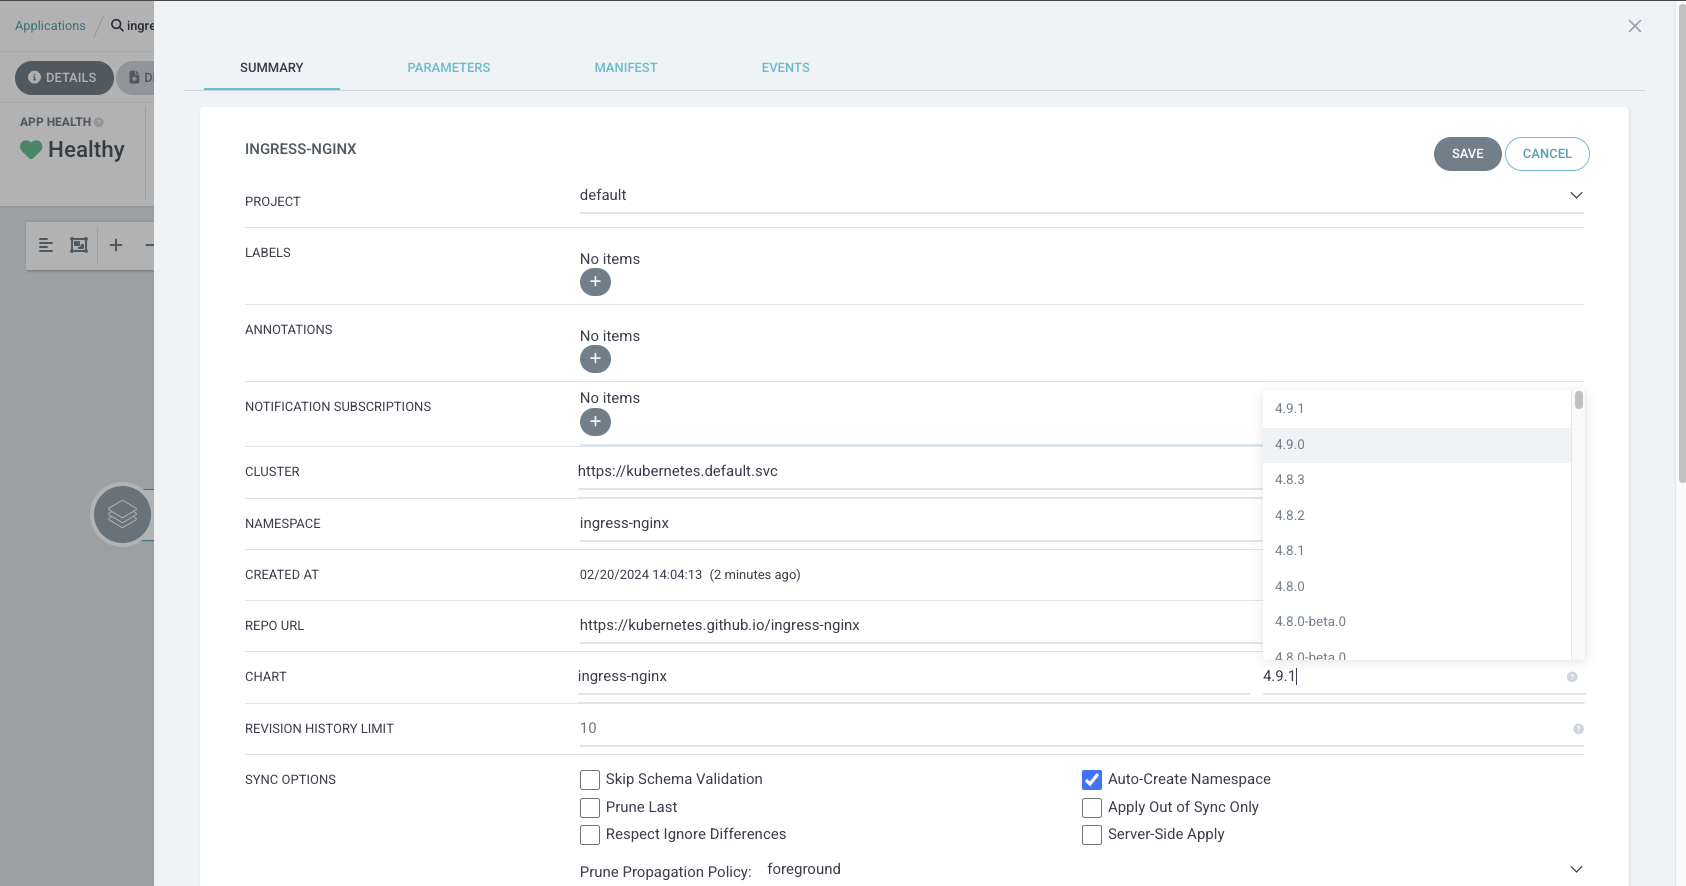 Applications
ingre
DETAILS
D
APP HEALTH
Healthy
SUMMARY
PARAMETERS
MANIFEST
EVENTS
INGRESS-NGINX
SAVE
CANCEL
PROJECT
default
LABELS
No items
ANNOTATIONS
No items
NOTIFICATION SUBSCRIPTIONS
No items
CLUSTER
https://kubernetes.default.svc
NAMESPACE
ingress-nginx
CREATED AT
02/20/2024 14:04:13 (2 minutes ago)
REPO URL
https://kubernetes.github.io/ingress-nginx
4.9.1
4.9.0
4.8.3
4.8.2
4.8.1
4.8.0
4.8.0-beta.0
4.8.0-beta.0
CHART
ingress-nginx
4.9.1
REVISION HISTORY LIMIT
10
SYNC OPTIONS
Skip Schema Validation
Auto-Create Namespace
Prune Last
Apply Out of Sync Only
Respect Ignore Differences
Server-Side Apply
Prune Propagation Policy: foreground